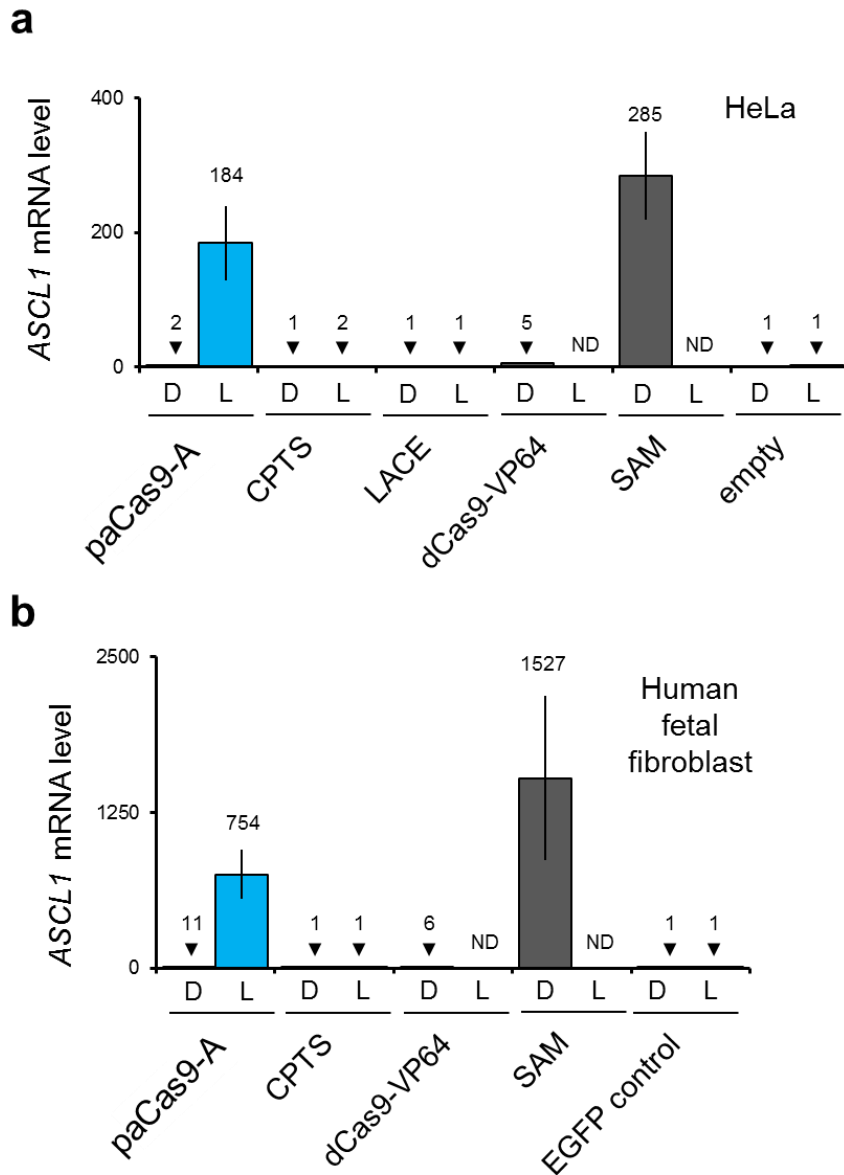 a
HeLa
ASCL1 mRNA level
400
200
0
2
184
1
2
1
1
5
ND
285
ND
1
1
D L D L D L D L D L D L
paCas9-A
CPTS
LACE
dCas9-VP64
SAM
empty
b
Human
fetal
fibroblast
ASCL1 mRNA level
2500
1250
0
11
754
1
1
6
ND
1527
ND
1
1
D L D L D L D L D L
paCas9-A
CPTS
dCas9-VP64
SAM
EGFP control